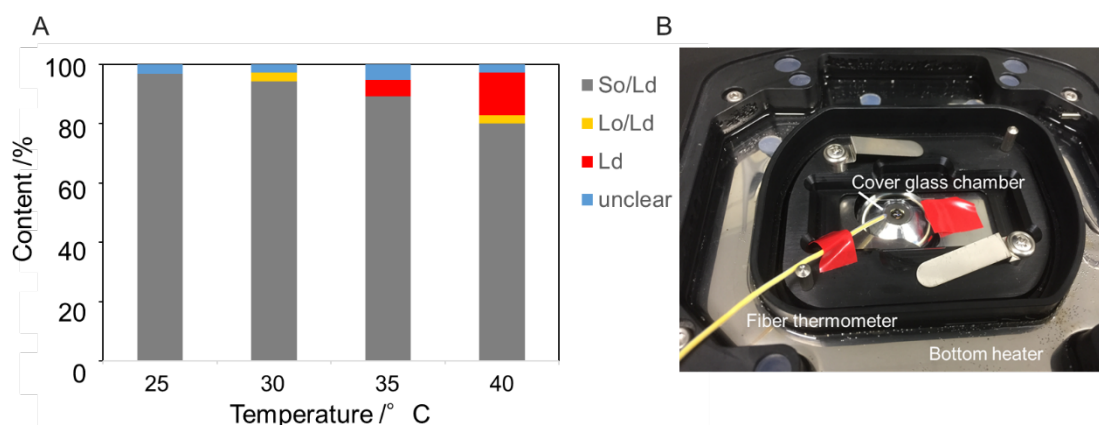 A
B
100
80
60
40
20
0
Content /%
25
30
35
40
Temperature /° C
So/Ld
Lo/Ld
Ld
unclear
Cover glass chamber
Fiber thermometer
Bottom heater